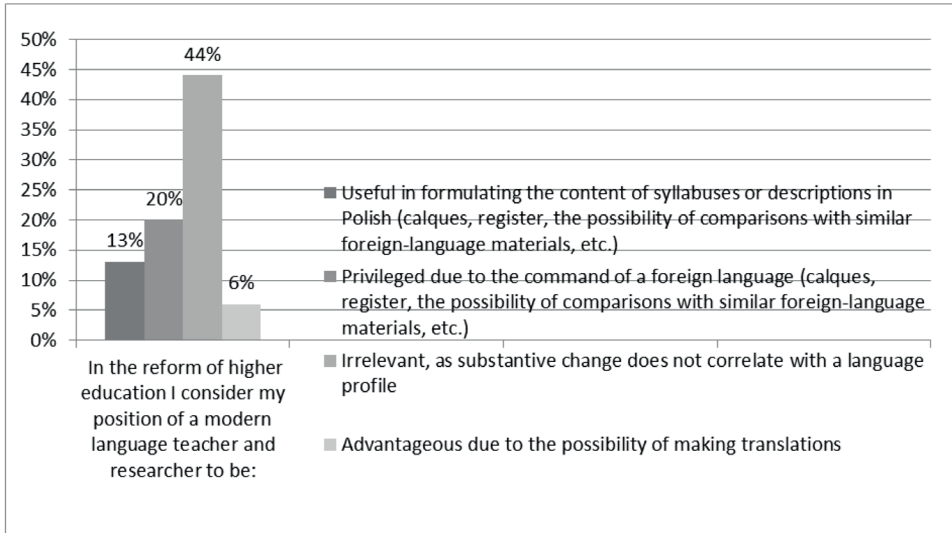 50%
45%
40%
35%
30%
25%
20%
15%
10%
5%
0%
44%
20%
13%
6%
In the reform of higher
education I consider my
position of a modern
language teacher and
researcher to be:
Useful in formulating the content of syllabuses or descriptions in
Polish (calques, register, the possibility of comparisons with similar
foreign-language materials, etc.)
Privileged due to the command of a foreign language (calques,
register, the possibility of comparisons with similar foreign-language
materials, etc.)
Irrelevant, as substantive change does not correlate with a language
profile
Advantageous due to the possibility of making translations